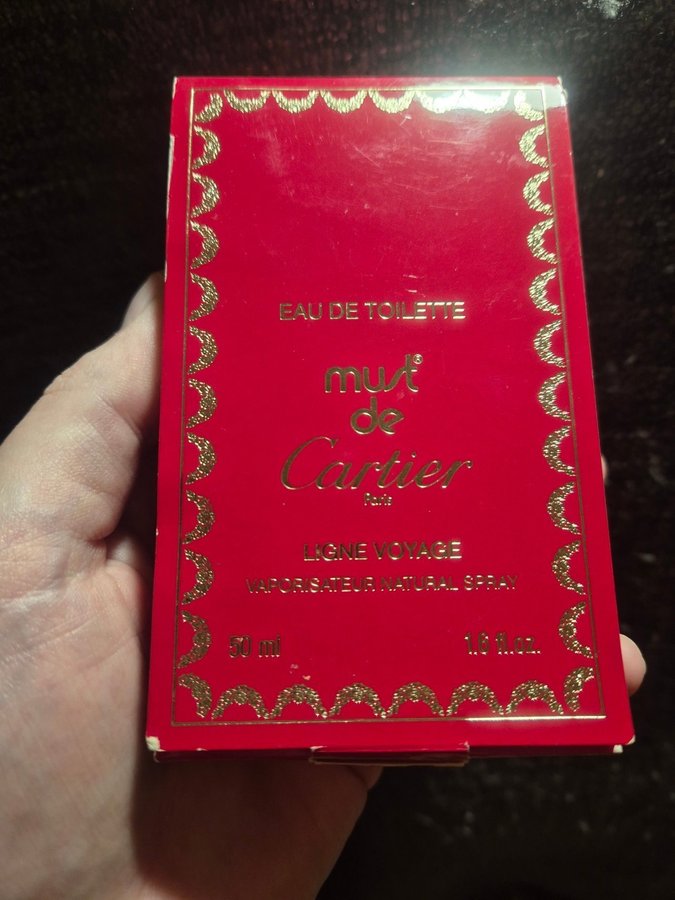 EAU DE TOILETTE
must®
de
Cartier
Paris
LIGNE VOYAGE
VAPORISATEUR NATURAL SPRAY
50 ml 1.6 fl.oz.